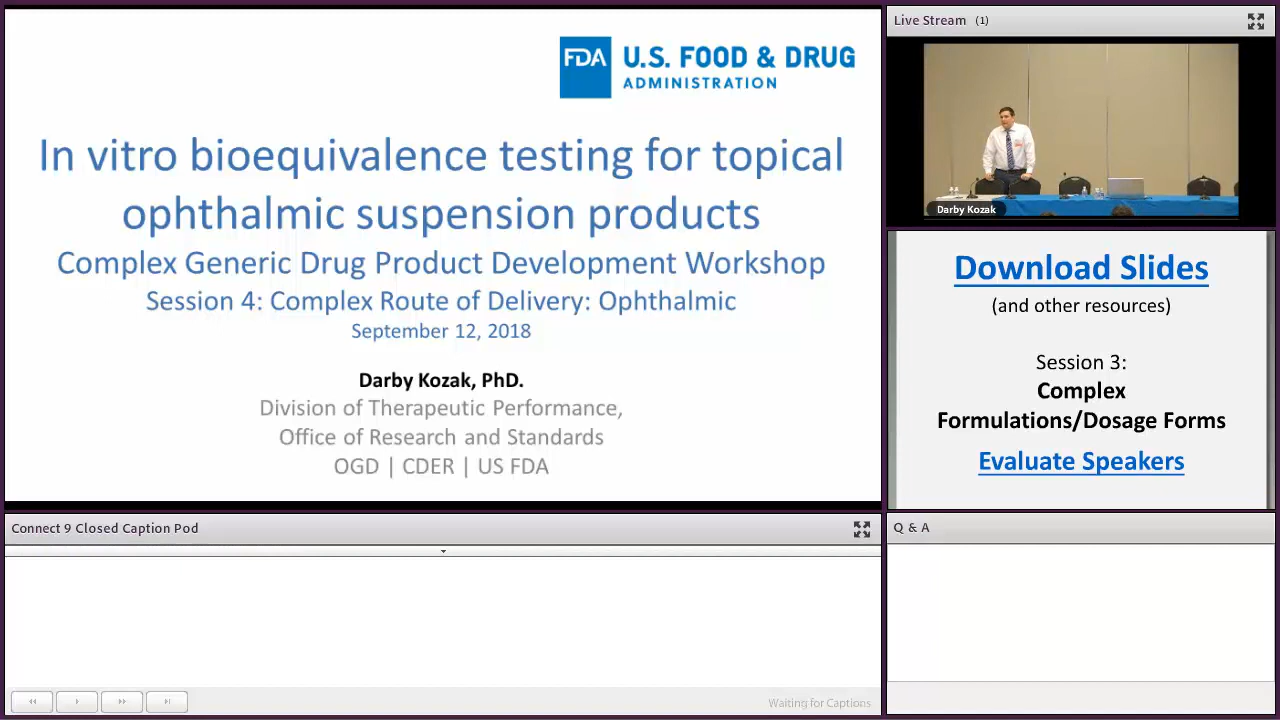 FDA U.S. FOOD & DRUG
ADMINISTRATION
In vitro bioequivalence testing for topical
ophthalmic suspension products
Complex Generic Drug Product Development Workshop
Session 4: Complex Route of Delivery: Ophthalmic
September 12, 2018
Darby Kozak, PhD.
Division of Therapeutic Performance,
Office of Research and Standards
OGD | CDER | US FDA
Live Stream (1)
Darby Kozak
Download Slides
(and other resources)
Session 3:
Complex
Formulations/Dosage Forms
Evaluate Speakers
Connect 9 Closed Caption Pod
Waiting for Captions
Q & A